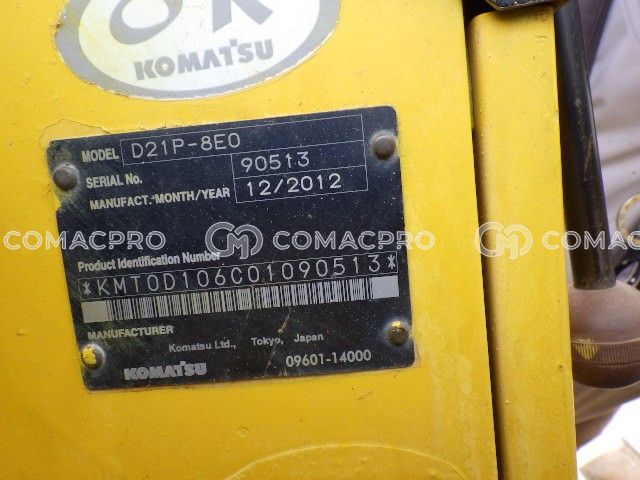 OK
KOMATSU
MODEL D21P-8E0
SERIAL No. 90513
MANUFACT. MONTH/YEAR 12/2012
COMACPRO COMACPRO COMACPRO
Product Identification Number
*KMT0D106C01090513*
MANUFACTURER
Komatsu Ltd., Tokyo, Japan
KOMATSU 09601-14000